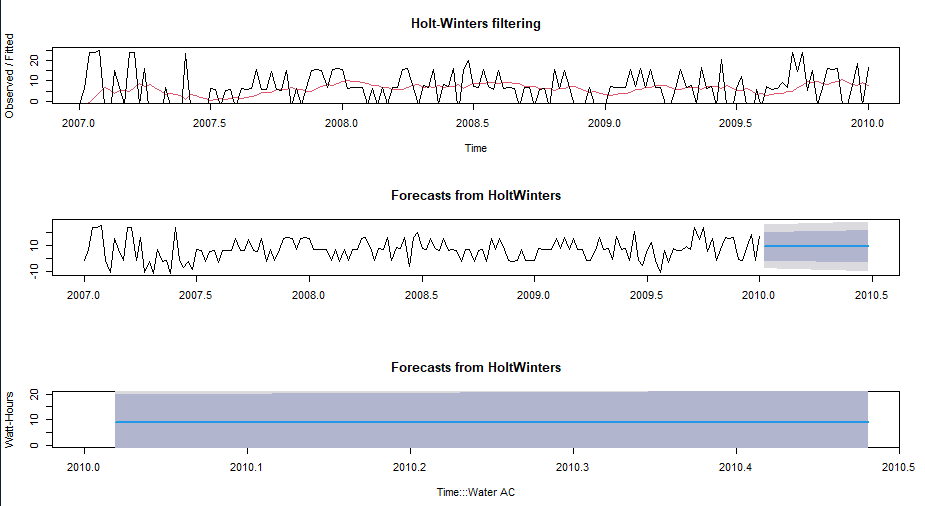 Holt-Winters filtering
Observed / Fitted
0 10 20
2007.0 2007.5 2008.0 2008.5 2009.0 2009.5 2010.0
Time
Forecasts from HoltWinters
-10 10
2007.0 2007.5 2008.0 2008.5 2009.0 2009.5 2010.0 2010.5
Forecasts from HoltWinters
Watt-Hours
0 10 20
2010.0 2010.1 2010.2 2010.3 2010.4 2010.5
Time:::Water AC